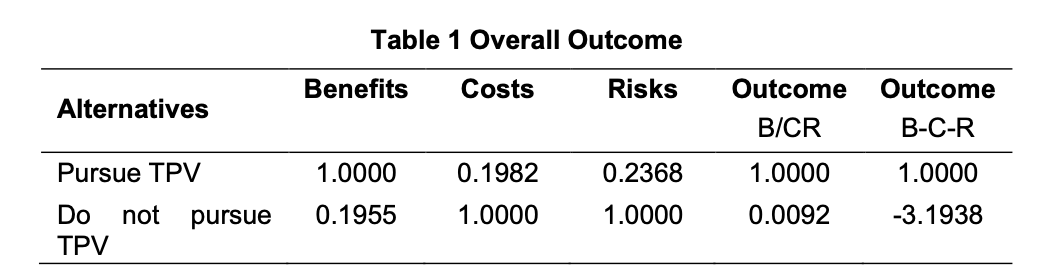 Table 1 Overall Outcome
Alternatives Benefits Costs Risks Outcome Outcome
B/CR B-C-R
Pursue TPV 1.0000 0.1982 0.2368 1.0000 1.0000
Do not pursue 0.1955 1.0000 1.0000 0.0092 -3.1938
TPV